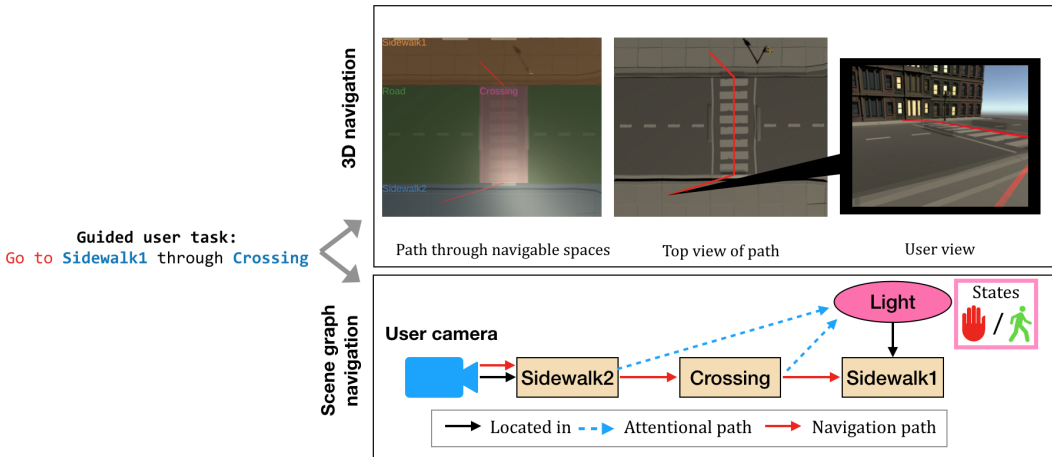 Guided user task:
Go to Sidewalk1 through Crossing
3D navigation
Sidewalk1
Road
Crossing
Sidewalk2
Path through navigable spaces
Top view of path
User view
Scene graph
navigation
User camera
Sidewalk2
Crossing
Sidewalk1
Light
States
/
Located in
Attentional path
Navigation path